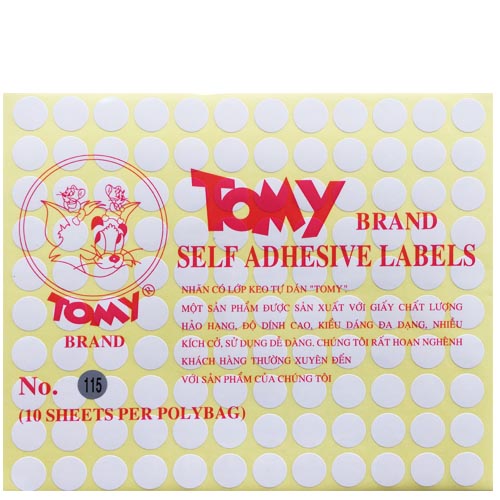 TOMY BRAND
SELF ADHESIVE LABELS
NHÃN CÓ LỚP KEO TỰ DÁN "TOMY"
MỘT SẢN PHẨM ĐƯỢC SẢN XUẤT VỚI GIẤY CHẤT LƯỢNG
HẢO HẠNG, ĐỘ DÍNH CAO, KIỂU DÁNG ĐA DẠNG, NHIỀU
KÍCH CỠ, SỬ DỤNG DỄ DÀNG. CHÚNG TÔI RẤT HOAN NGHÊNH
KHÁCH HÀNG THƯỜNG XUYÊN ĐẾN
VỚI SẢN PHẨM CỦA CHÚNG TÔI
TOMY®
BRAND
No. 115
(10 SHEETS PER POLYBAG)